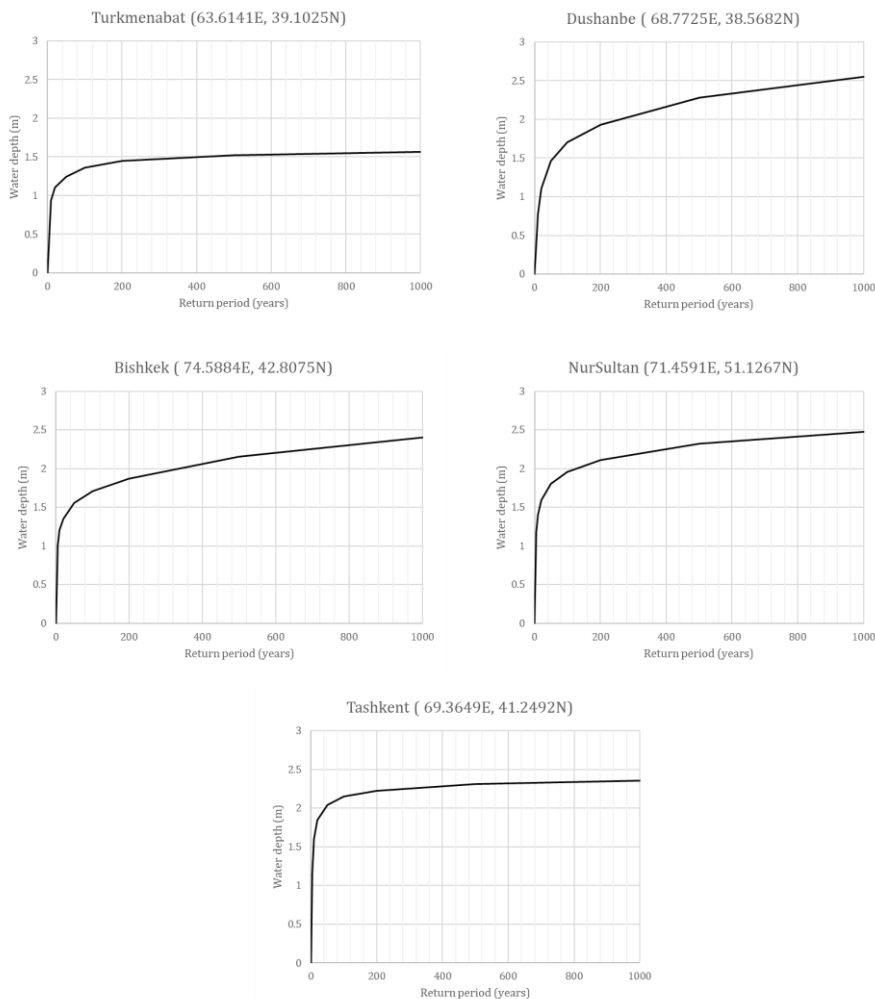 Turkmenabat (63.6141E, 39.1025N)
3
2.5
2
1.5
1
0.5
0
Water depth (m)
0 200 400 600 800 1000
Return period (years)
Dushanbe ( 68.7725E, 38.5682N)
3
2.5
2
1.5
1
0.5
0
Water depth (m)
0 200 400 600 800 1000
Return period (years)
Bishkek ( 74.5884E, 42.8075N)
3
2.5
2
1.5
1
0.5
0
Water depth (m)
0 200 400 600 800 1000
Return period (years)
NurSultan (71.4591E, 51.1267N)
3
2.5
2
1.5
1
0.5
0
Water depth (m)
0 200 400 600 800 1000
Return period (years)
Tashkent ( 69.3649E, 41.2492N)
3
2.5
2
1.5
1
0.5
0
Water depth (m)
0 200 400 600 800 1000
Return period (years)